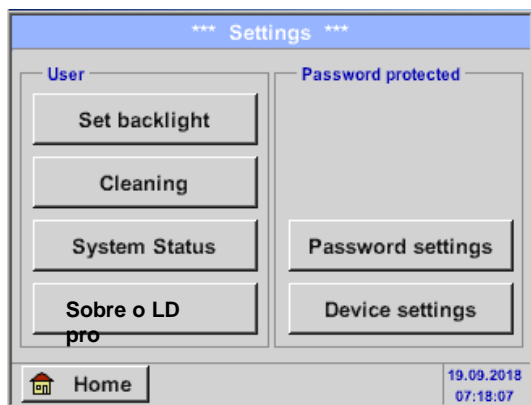 *** Settings ***
User
Set backlight
Cleaning
System Status
Sobre o LD
pro
Password protected
Password settings
Device settings
Home
19.09.2018
07:18:07